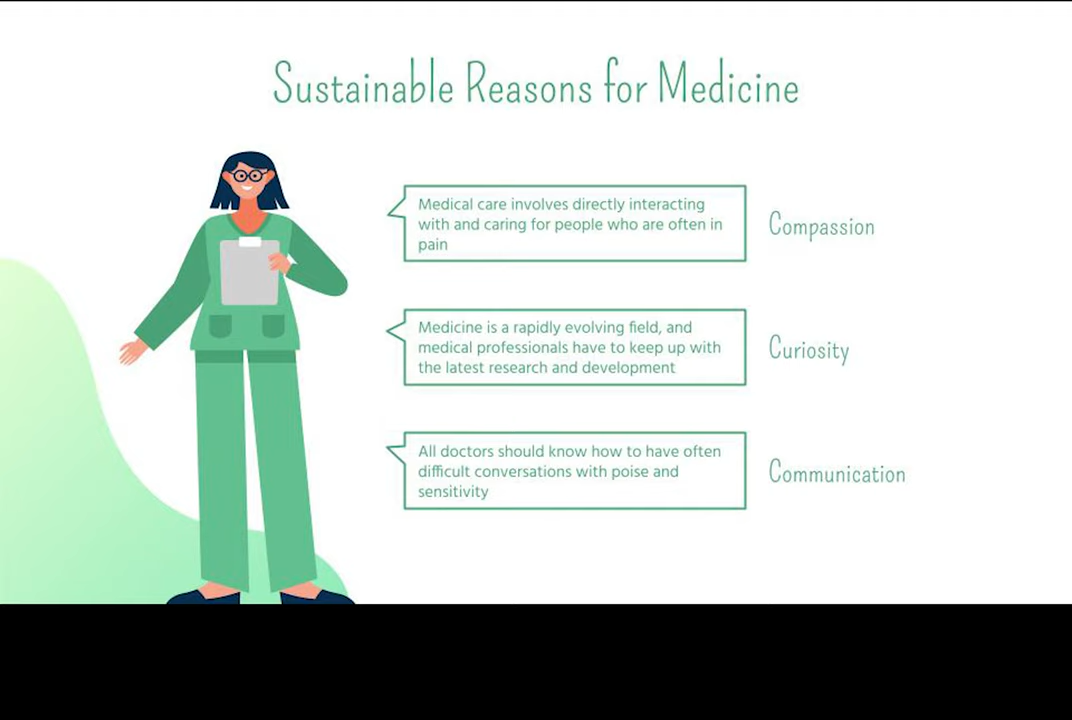 Sustainable Reasons for Medicine
Medical care involves directly interacting
with and caring for people who are often in
pain
Compassion
Medicine is a rapidly evolving field, and
medical professionals have to keep up with
the latest research and development
Curiosity
All doctors should know how to have often
difficult conversations with poise and
sensitivity
Communication